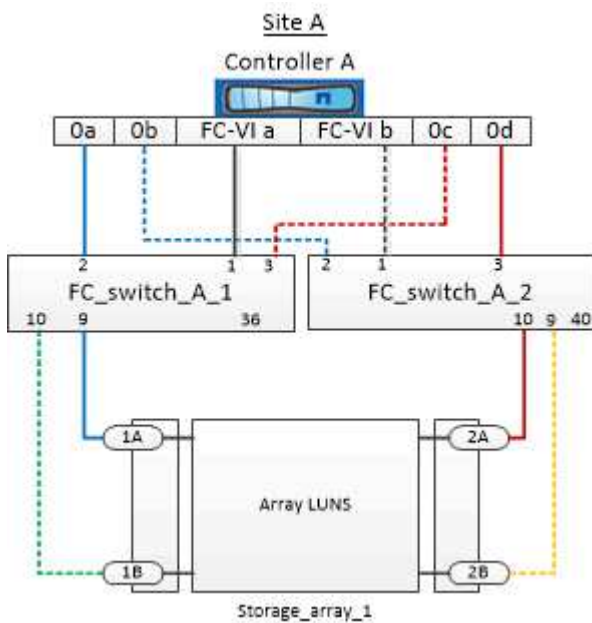 Site A
Controller A
n
0a 0b FC-VI a FC-VI b 0c 0d
2 1 3 2 1 3
FC_switch_A_1 FC_switch_A_2
10 9 36 10 9 40
1A 2A
Array LUNS
1B 2B
Storage_array_1